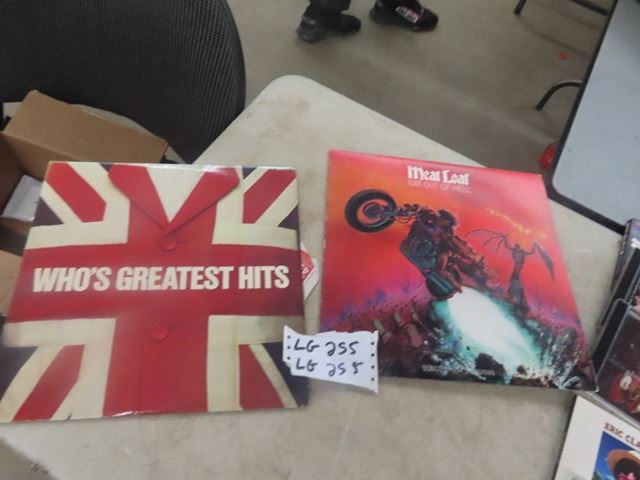 WHO'S GREATEST HITS
Meat Loaf
BAT OUT OF HELL
LG 255
LG 255
ERIC CLA